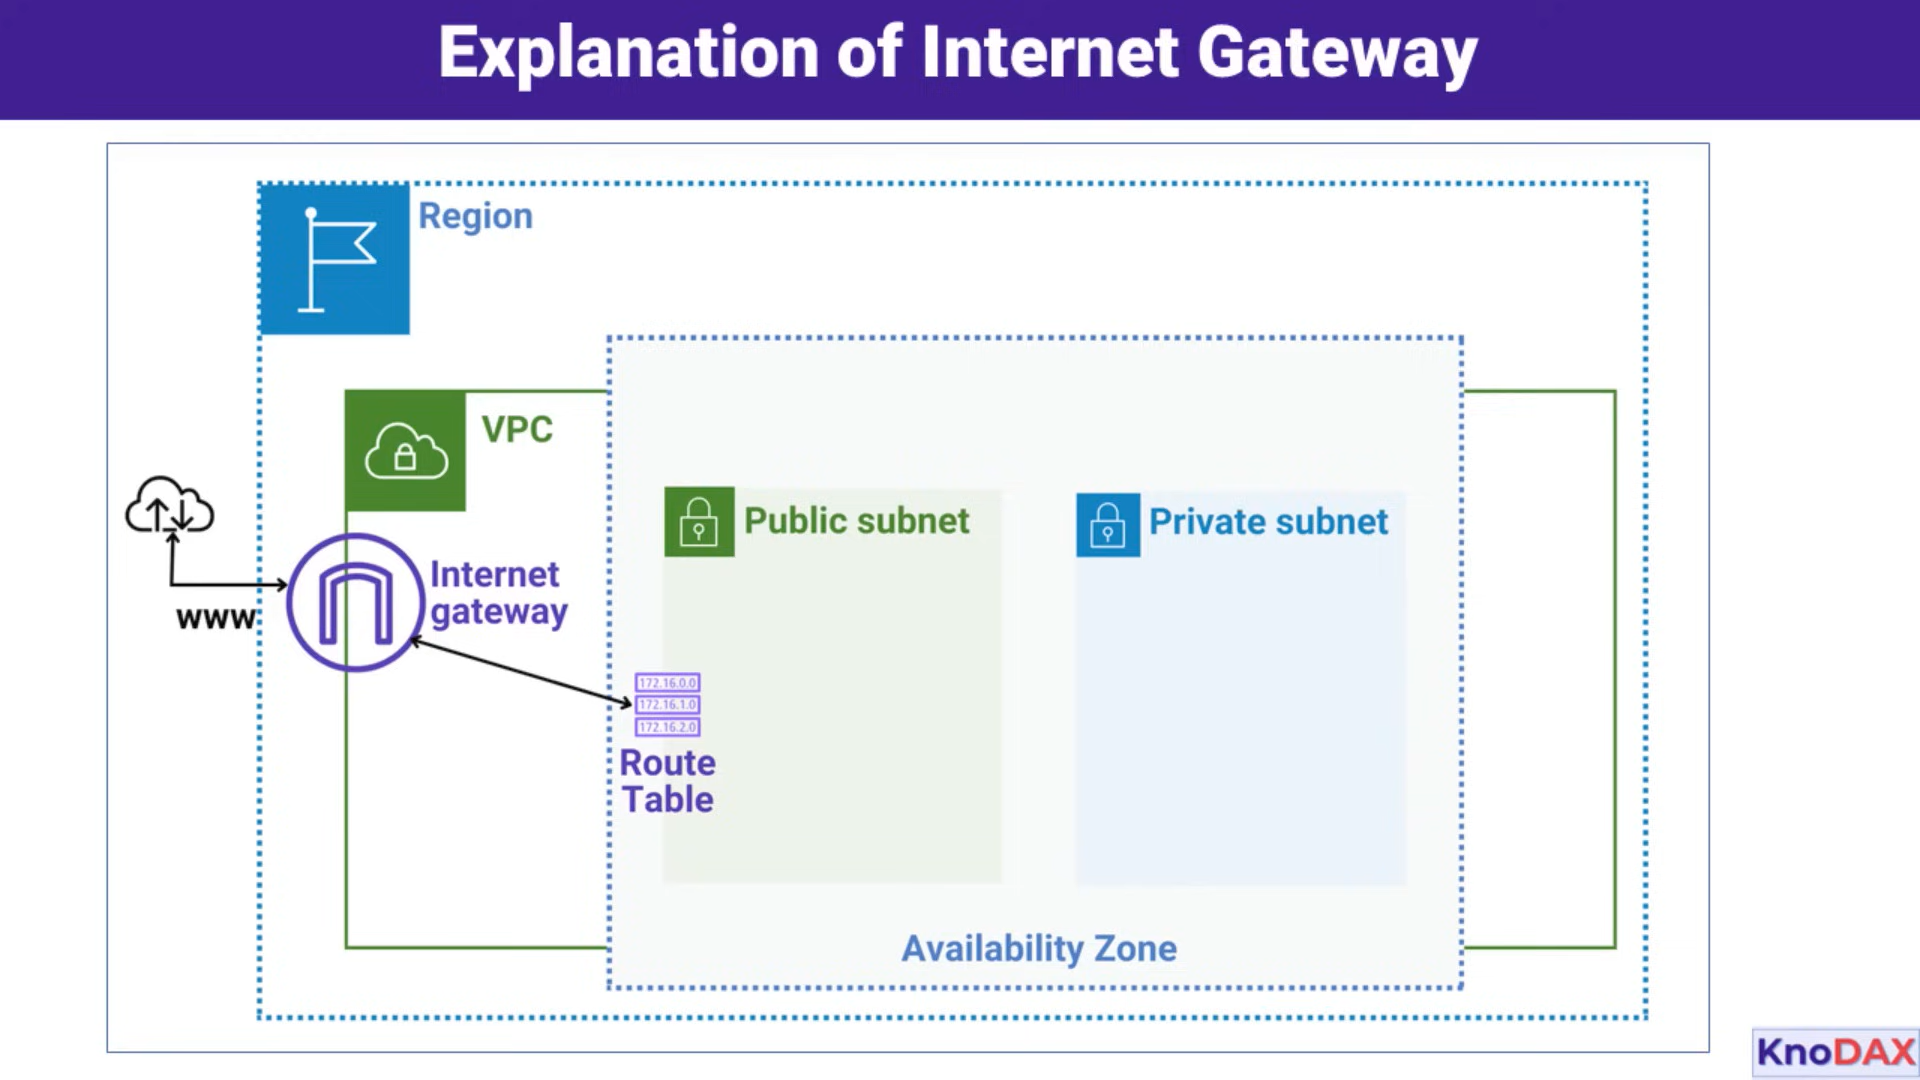 Explanation of Internet Gateway
Region
VPC
Public subnet
Private subnet
Internet
gateway
www
172.16.0.0
172.16.1.0
172.16.2.0
Route
Table
Availability Zone
KnoDAX